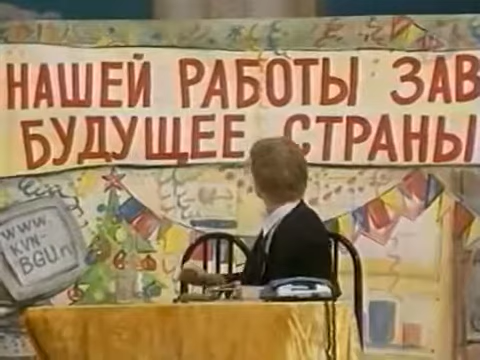 НАШЕЙ РАБОТЫ ЗАВ
БУДУЩЕЕ СТРАНЫ
WWW.
KVN-
BGU.ru